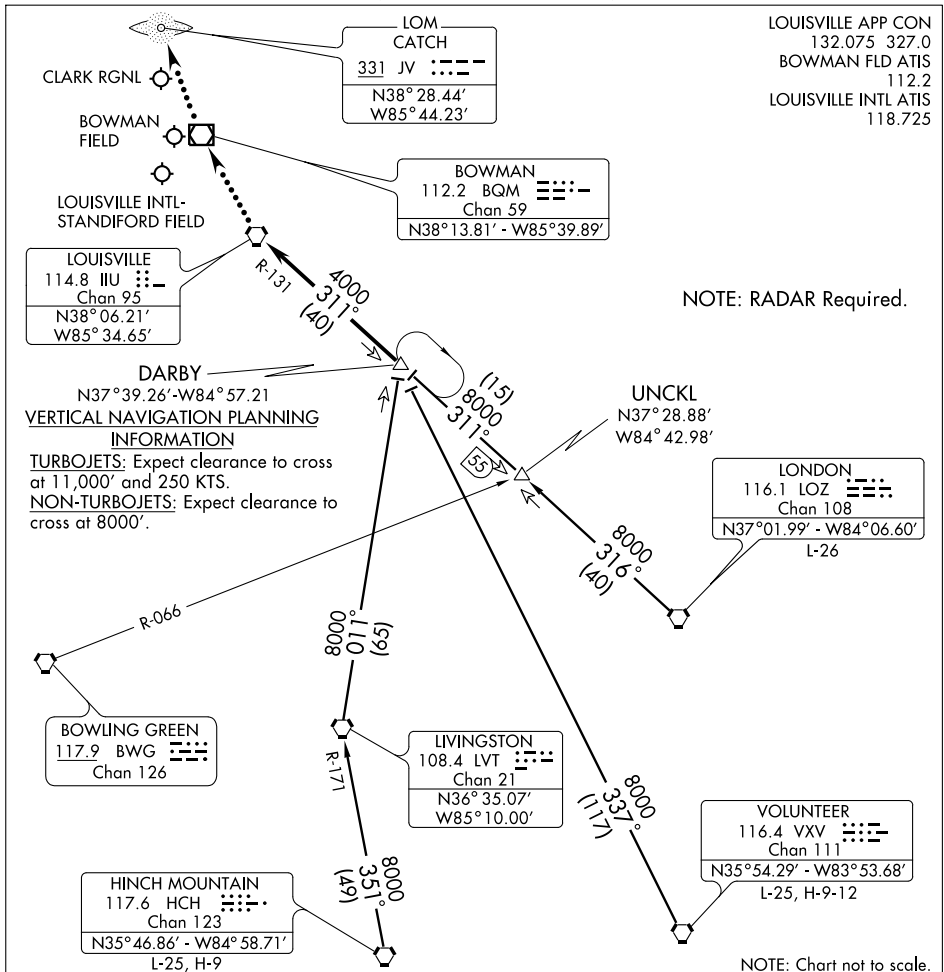 LOM
CATCH
331 JV
N38° 28.44′
W85° 44.23′
LOUISVILLE APP CON
132.075 327.0
BOWMAN FLD ATIS
112.2
LOUISVILLE INTL ATIS
118.725
CLARK RGNL
BOWMAN
FIELD
LOUISVILLE INTL-
STANDIFORD FIELD
BOWMAN
112.2 BQM
Chan 59
N38°13.81′ - W85°39.89′
LOUISVILLE
114.8 IIU
Chan 95
N38° 06.21′
W85° 34.65′
R-131
4000
311°
(40)
NOTE: RADAR Required.
DARBY
N37°39.26′-W84°57.21
VERTICAL NAVIGATION PLANNING
INFORMATION
TURBOJETS: Expect clearance to cross
at 11,000′ and 250 KTS.
NON-TURBOJETS: Expect clearance to
cross at 8000′.
(15)
8000
311°
55
UNCKL
N37°28.88′
W84°42.98′
LONDON
116.1 LOZ
Chan 108
N37°01.99′ - W84°06.60′
L-26
8000
316°
(40)
R-066
8000
011°
(65)
BOWLING GREEN
117.9 BWG
Chan 126
LIVINGSTON
108.4 LVT
Chan 21
N36° 35.07′
W85°10.00′
R-171
8000
337°
(117)
VOLUNTEER
116.4 VXV
Chan 111
N35°54.29′ - W83°53.68′
L-25, H-9-12
8000
351°
(49)
HINCH MOUNTAIN
117.6 HCH
Chan 123
N35°46.86′ - W84°58.71′
L-25, H-9
NOTE: Chart not to scale.